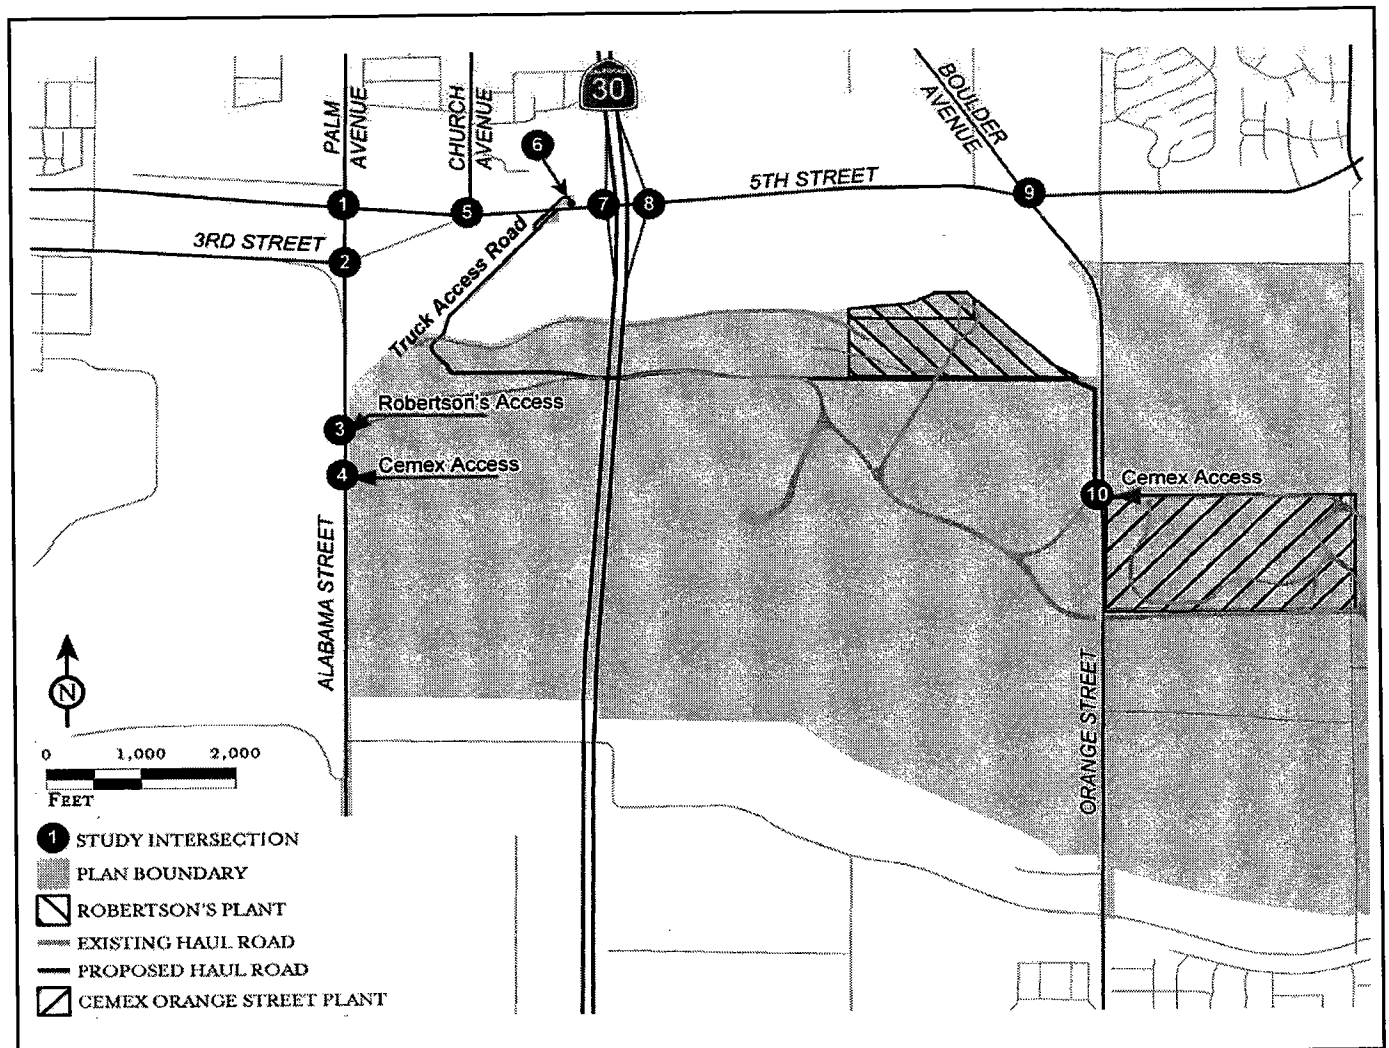 30
BOULDER
AVENUE
PALM
AVENUE
CHURCH
AVENUE
6
5TH STREET
1
5
7
8
9
3RD STREET
2
Truck Access Road
Robertson's Access
3
Cemex Access
4
Cemex Access
10
ALABAMA STREET
ORANGE STREET
N
0 1,000 2,000
FEET
1 STUDY INTERSECTION
PLAN BOUNDARY
ROBERTSON'S PLANT
EXISTING HAUL ROAD
PROPOSED HAUL ROAD
CEMEX ORANGE STREET PLANT